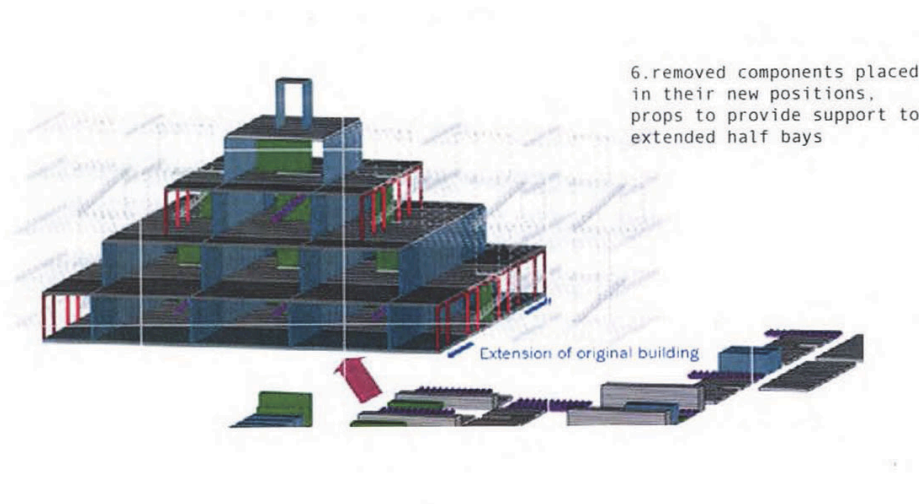 6.removed components placed
in their new positions,
props to provide support to
extended half bays
Extension of original building